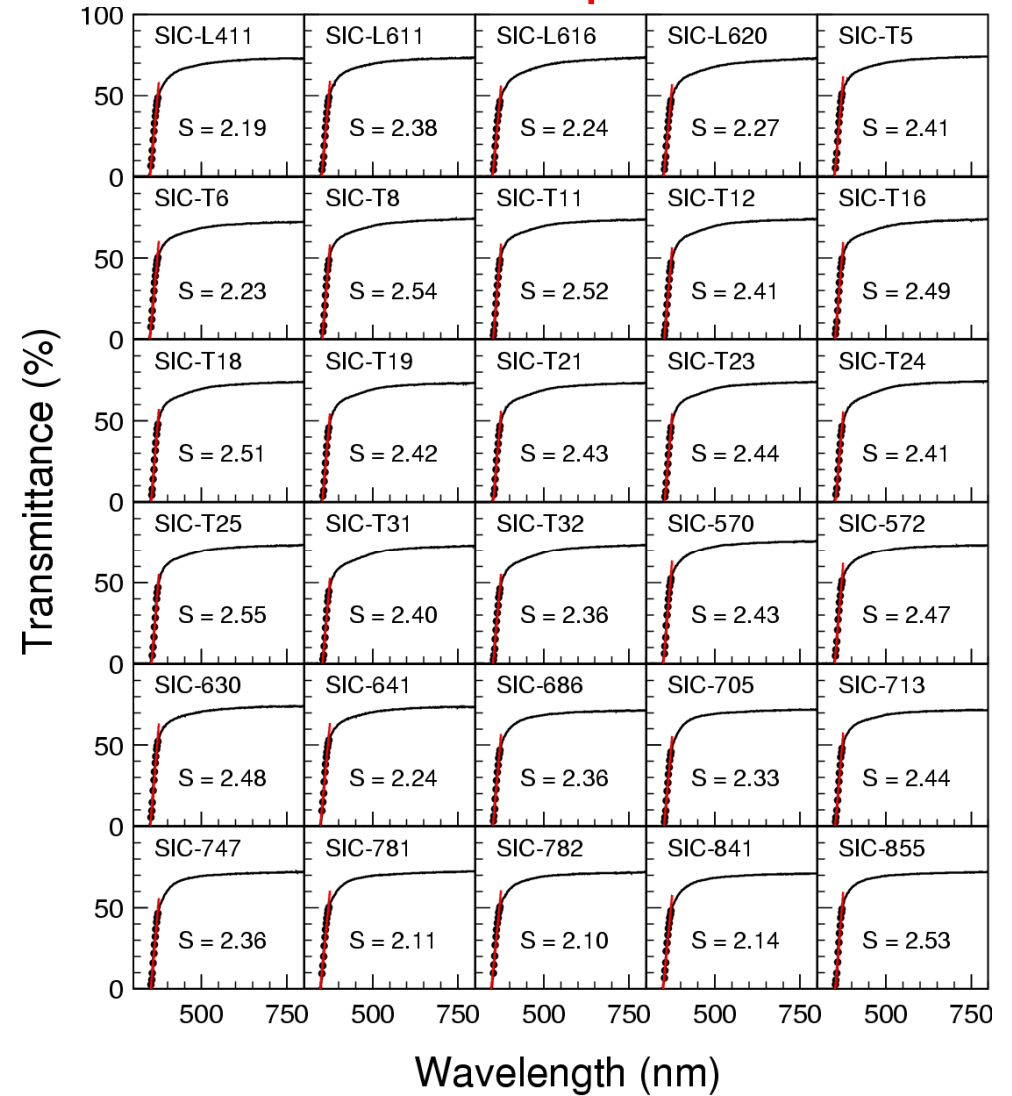 100 SIC-L411 SIC-L611 SIC-L616 SIC-L620 SIC-T5
50 S = 2.19 S = 2.38 S = 2.24 S = 2.27 S = 2.41
0
SIC-T6 SIC-T8 SIC-T11 SIC-T12 SIC-T16
50 S = 2.23 S = 2.54 S = 2.52 S = 2.41 S = 2.49
0
SIC-T18 SIC-T19 SIC-T21 SIC-T23 SIC-T24
50 S = 2.51 S = 2.42 S = 2.43 S = 2.44 S = 2.41
0
SIC-T25 SIC-T31 SIC-T32 SIC-570 SIC-572
50 S = 2.55 S = 2.40 S = 2.36 S = 2.43 S = 2.47
0
SIC-630 SIC-641 SIC-686 SIC-705 SIC-713
50 S = 2.48 S = 2.24 S = 2.36 S = 2.33 S = 2.44
0
SIC-747 SIC-781 SIC-782 SIC-841 SIC-855
50 S = 2.36 S = 2.11 S = 2.10 S = 2.14 S = 2.53
0
500 750 500 750 500 750 500 750 500 750
Transmittance (%)
Wavelength (nm)